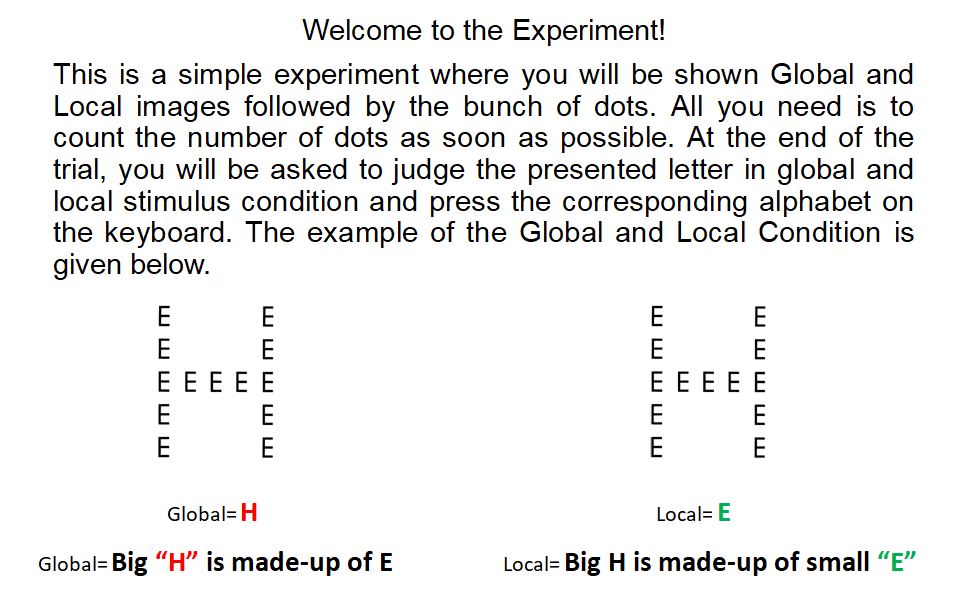 Welcome to the Experiment!
This is a simple experiment where you will be shown Global and
Local images followed by the bunch of dots. All you need is to
count the number of dots as soon as possible. At the end of the
trial, you will be asked to judge the presented letter in global and
local stimulus condition and press the corresponding alphabet on
the keyboard. The example of the Global and Local Condition is
given below.
E E E E
E E E E
E E E E E E E E E E
E E E E
E E E E
Global= H Local= E
Global= Big “H” is made-up of E Local= Big H is made-up of small “E”